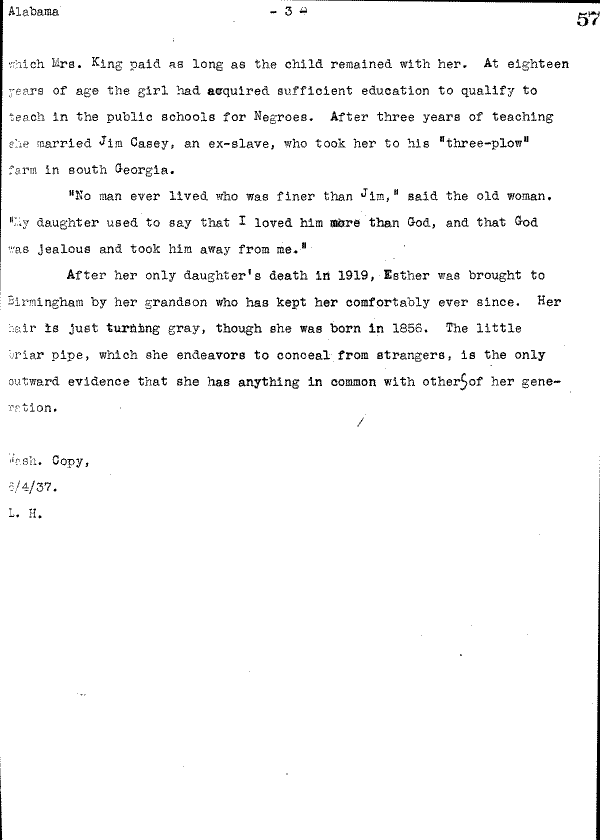 Alabama - 3 - 57
which Mrs. King paid as long as the child remained with her. At eighteen
years of age the girl had acquired sufficient education to qualify to
teach in the public schools for Negroes. After three years of teaching
she married Jim Casey, an ex-slave, who took her to his "three-plow"
farm in south Georgia.
"No man ever lived who was finer than Jim," said the old woman.
"My daughter used to say that I loved him more than God, and that God
was jealous and took him away from me."
After her only daughter's death in 1919, Esther was brought to
Birmingham by her grandson who has kept her comfortably ever since. Her
hair is just turning gray, though she was born in 1856. The little
briar pipe, which she endeavors to conceal from strangers, is the only
outward evidence that she has anything in common with others of her gene-
ration.
Wash. Copy,
/4/37.
L. H.